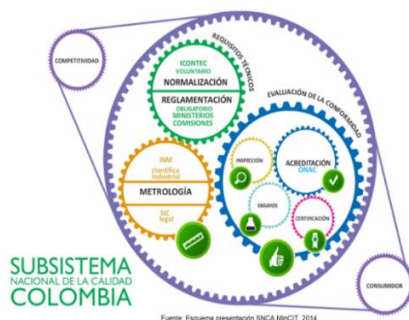 COMPETITIVIDAD
REQUISITOS TÉCNICOS
ICONTEC
VOLUNTARIO
NORMALIZACIÓN
REGLAMENTACIÓN
OBLIGATORIO
MINISTERIOS
COMISIONES
EVALUACIÓN DE LA CONFORMIDAD
INSPECCIÓN
ACREDITACIÓN
ONAC
ENSAYOS
CERTIFICACIÓN
INM
científica
industrial
METROLOGÍA
SIC
legal
SUBSISTEMA
NACIONAL DE LA CALIDAD
COLOMBIA
CONSUMIDOR
Fuente: Esquema presentación SNCA MinCIT, 2014